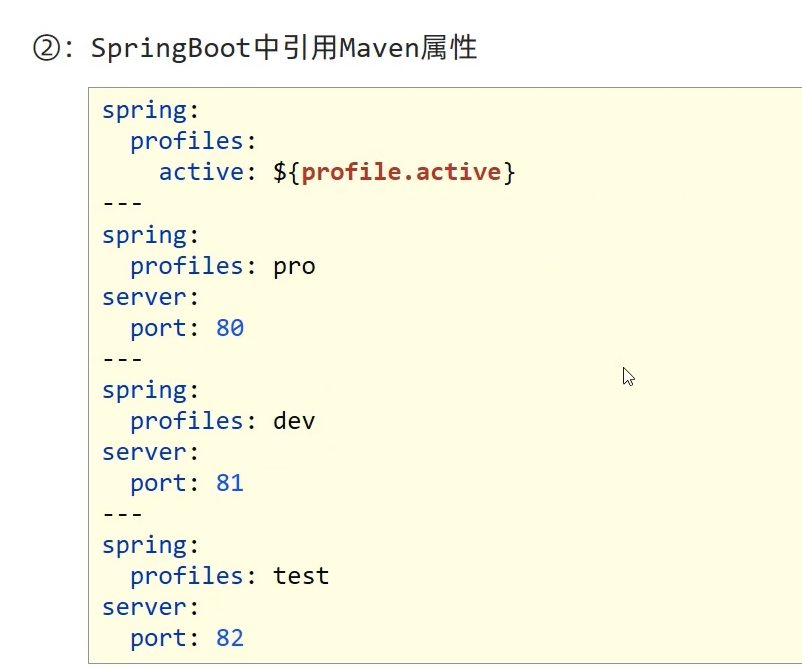 ②：SpringBoot中引用Maven属性
spring:
  profiles:
    active: ${profile.active}
---
spring:
  profiles: pro
server:
  port: 80
---
spring:
  profiles: dev
server:
  port: 81
---
spring:
  profiles: test
server:
  port: 82